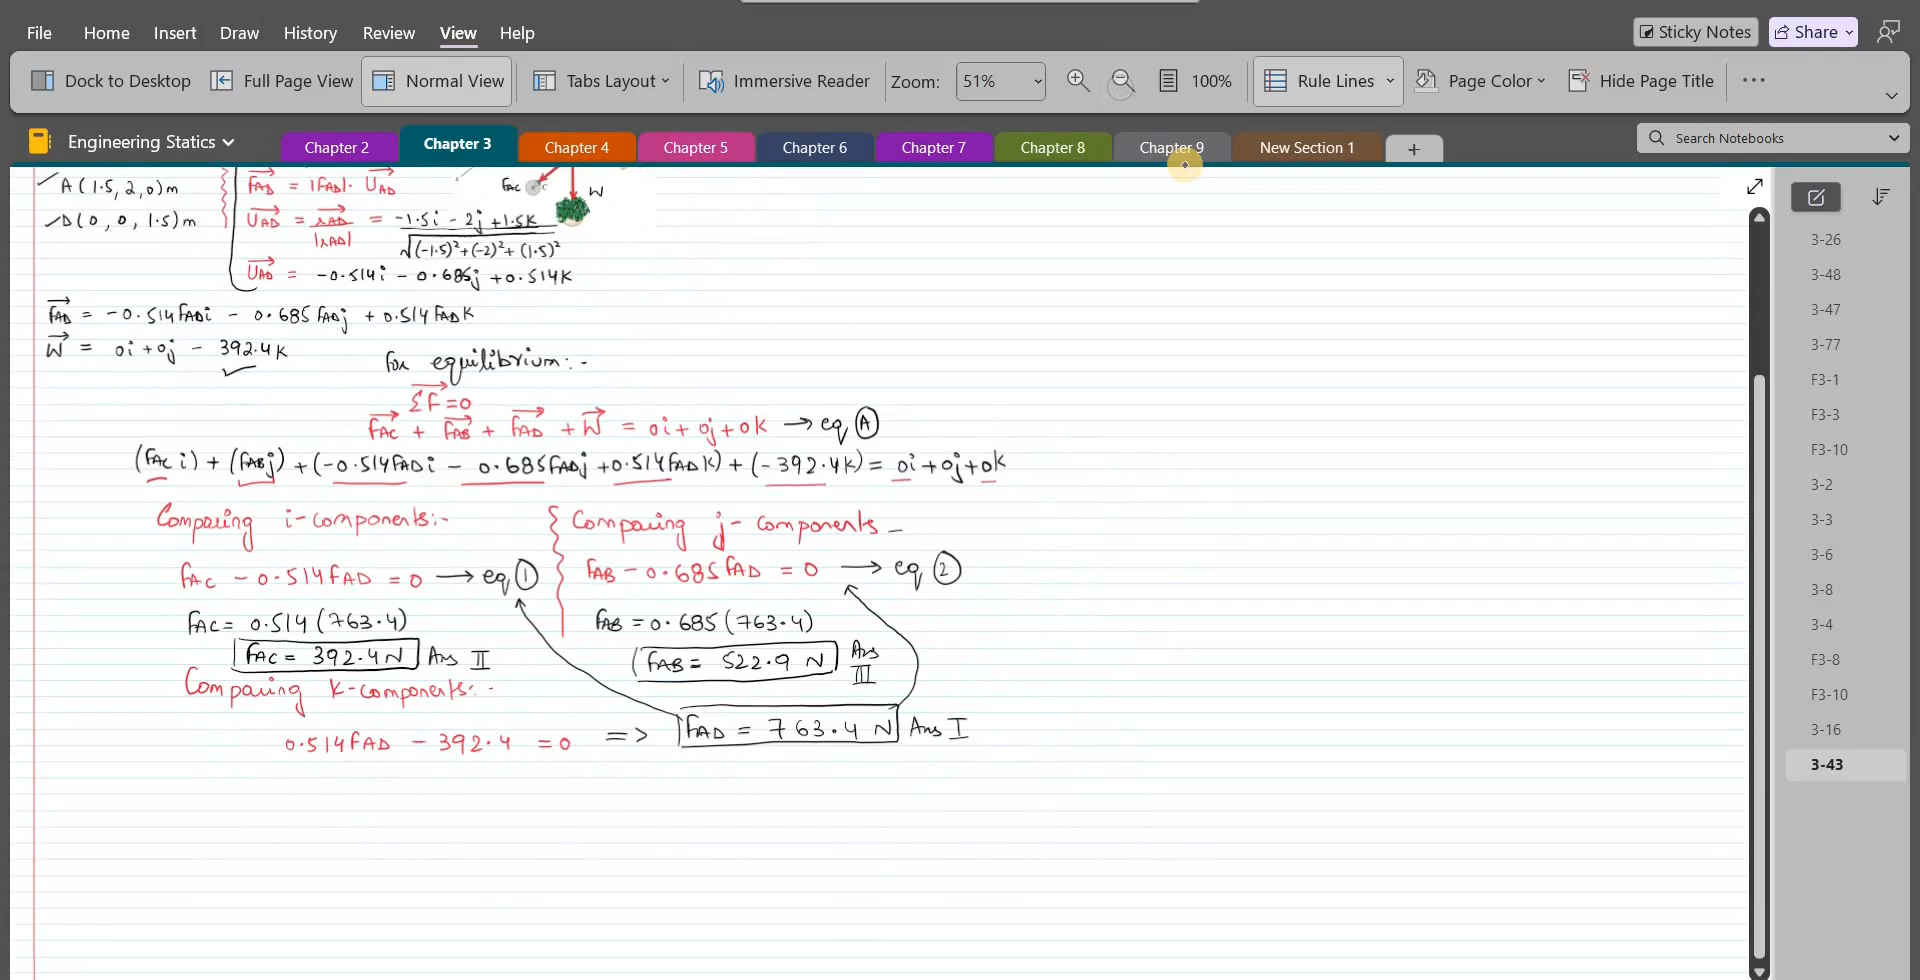 File Home Insert Draw History Review View Help
Sticky Notes Share
Dock to Desktop Full Page View Normal View Tabs Layout Immersive Reader Zoom: 51% 100% Rule Lines Page Color Hide Page Title
Engineering Statics Chapter 2 Chapter 3 Chapter 4 Chapter 5 Chapter 6 Chapter 7 Chapter 8 Chapter 9 New Section 1 + Search Notebooks
A(1.5, 2, 0)m
D(0, 0, 1.5)m
FAD = |FAD|. UAD
UAD = rAD / |rAD| = -1.5i - 2j + 1.5k / √(-1.5)²+(-2)²+(1.5)²
UAD = -0.514i - 0.685j + 0.514k
FAC C W
FAD = -0.514FADi - 0.685FADj + 0.514FADk
W = 0i+0j - 392.4k
For equilibrium:-
ΣF=0
FAC + FAB + FAD + W = 0i+0j+0k → eq A
(FAC i) + (FABj) + (-0.514FADi - 0.685FADj + 0.514FADk) + (-392.4k) = 0i+0j+0k
Comparing i-components:-
FAC - 0.514FAD = 0 → eq 1
FAC = 0.514(763.4)
FAC = 392.4N Ans II
Comparing j-components -
FAB - 0.685FAD = 0 → eq 2
FAB = 0.685(763.4)
FAB = 522.9 N Ans III
Comparing k-components:-
0.514FAD - 392.4 = 0 => FAD = 763.4 N Ans I
3-26
3-48
3-47
3-77
F3-1
F3-3
F3-10
3-2
3-3
3-6
3-8
3-4
F3-8
F3-10
3-16
3-43